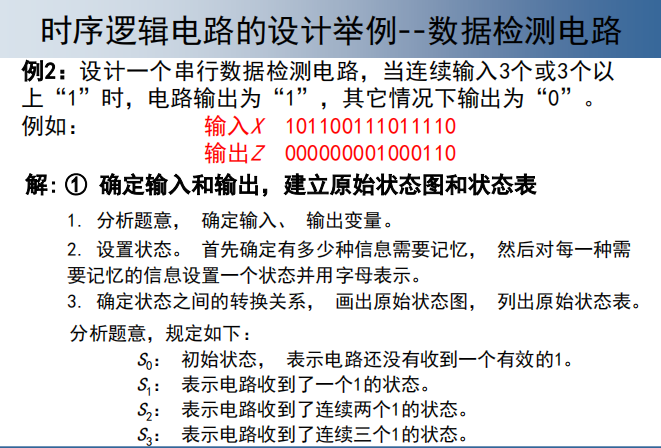 时序逻辑电路的设计举例--数据检测电路
例2：设计一个串行数据检测电路，当连续输入3个或3个以
上“1”时，电路输出为“1”，其它情况下输出为“0”。
例如： 输入X 101100111011110
输出Z 000000001000110
解：① 确定输入和输出，建立原始状态图和状态表
1. 分析题意， 确定输入、 输出变量。
2. 设置状态。 首先确定有多少种信息需要记忆， 然后对每一种需
要记忆的信息设置一个状态并用字母表示。
3. 确定状态之间的转换关系， 画出原始状态图， 列出原始状态表。
分析题意，规定如下：
S₀： 初始状态， 表示电路还没有收到一个有效的1。
S₁： 表示电路收到了一个1的状态。
S₂： 表示电路收到了连续两个1的状态。
S₃： 表示电路收到了连续三个1的状态。